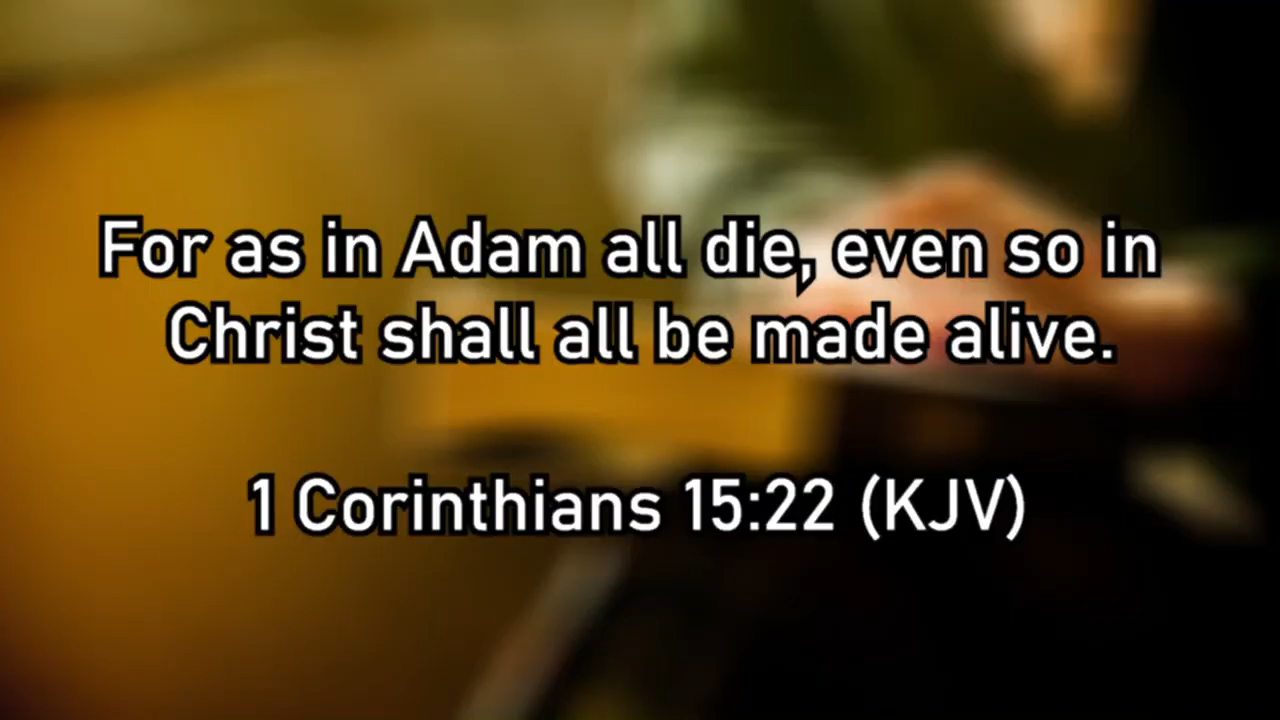 For as in Adam all die, even so in
Christ shall all be made alive.
1 Corinthians 15:22 (KJV)